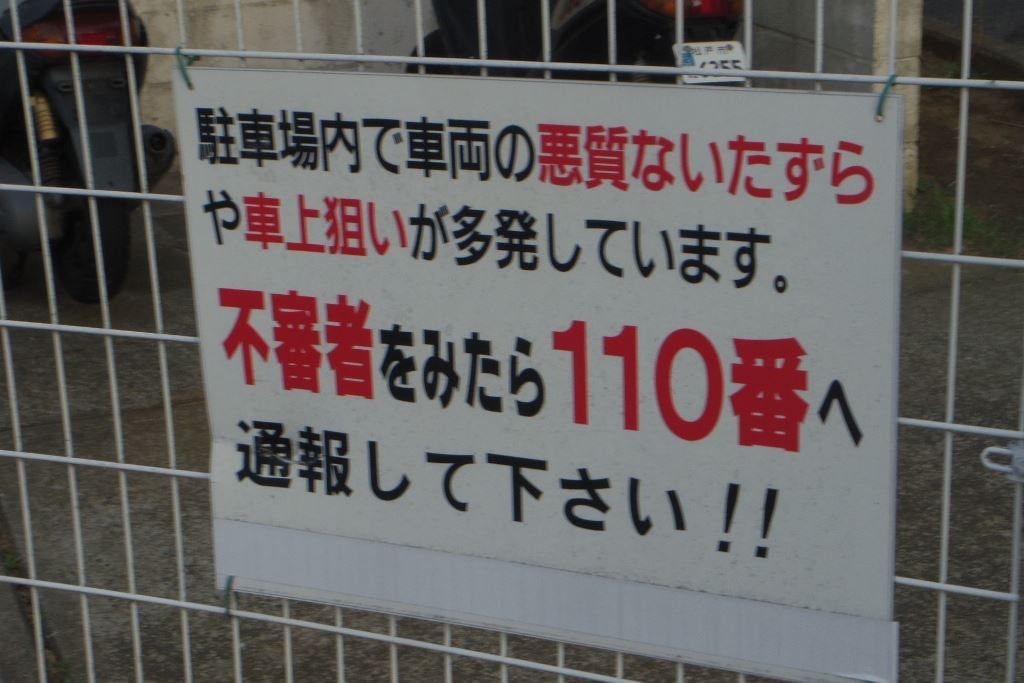 駐車場内で車両の悪質ないたずら
や車上狙いが多発しています。
不審者をみたら110番へ
通報して下さい!!